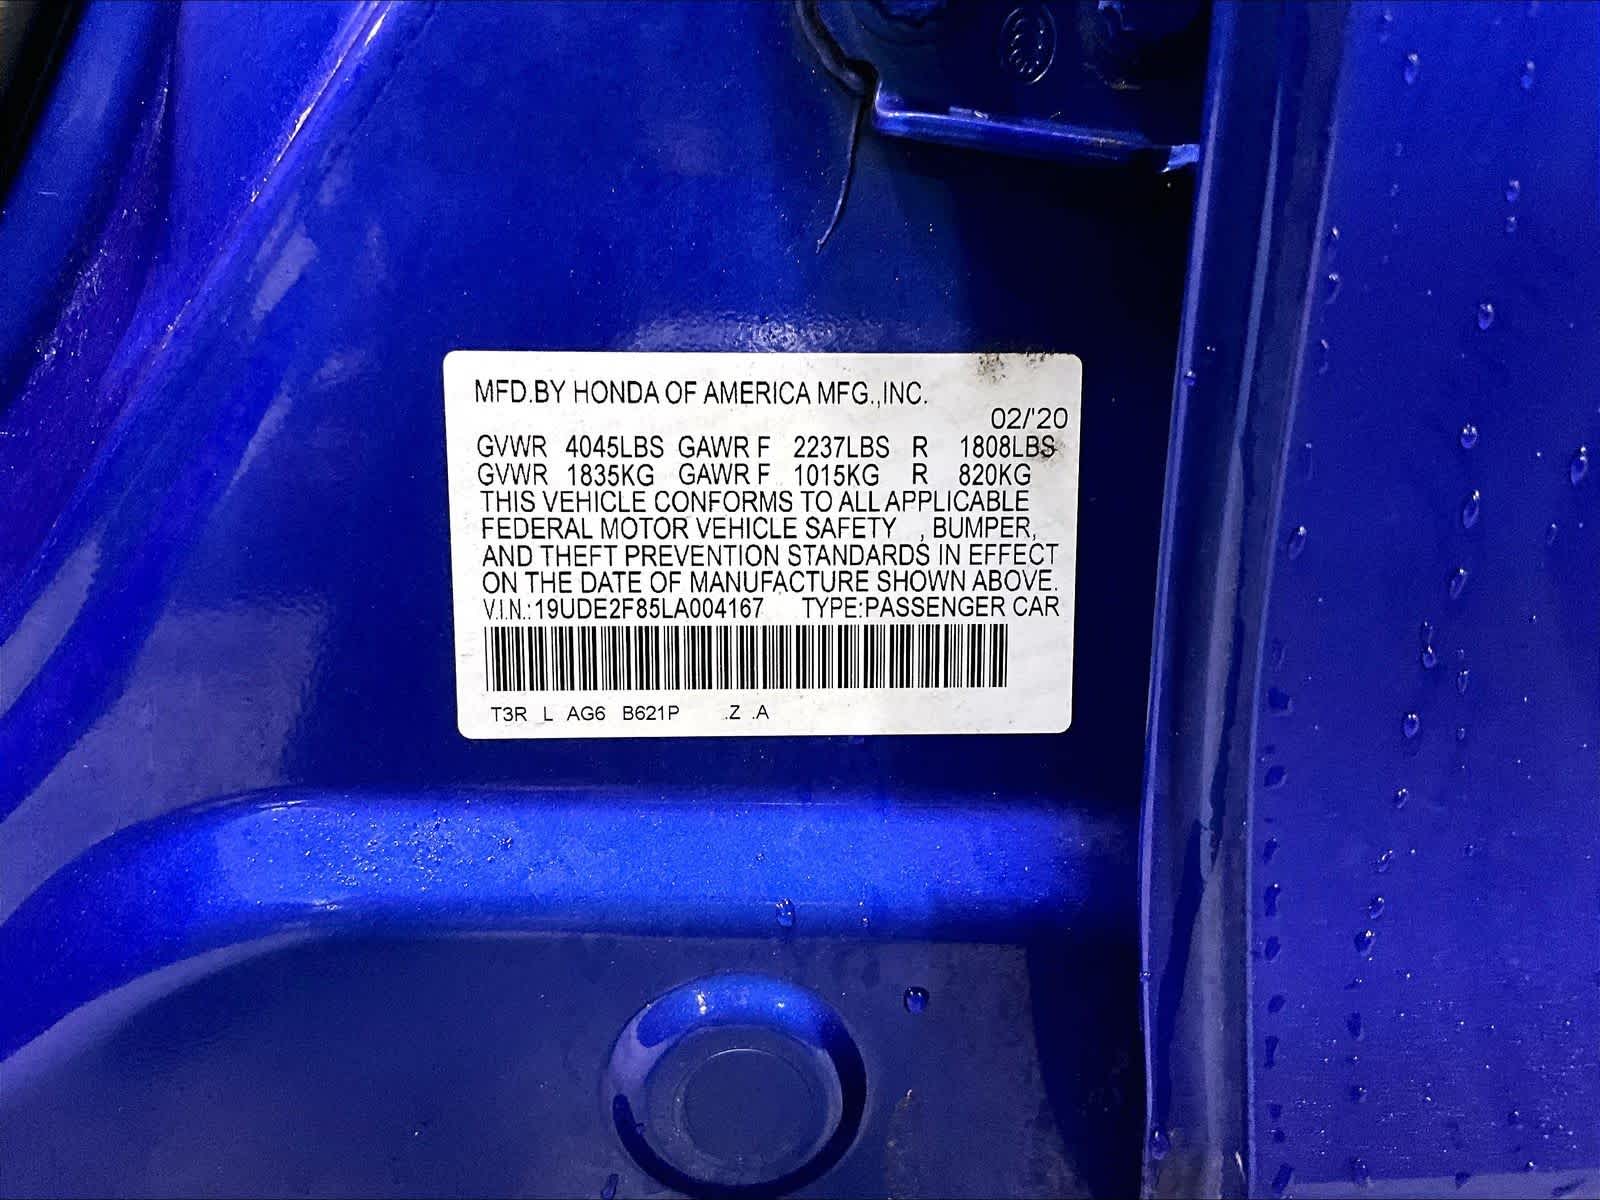 MFD.BY HONDA OF AMERICA MFG.,INC.
02/'20
GVWR 4045LBS GAWR F 2237LBS R 1808LBS
GVWR 1835KG GAWR F 1015KG R 820KG
THIS VEHICLE CONFORMS TO ALL APPLICABLE
FEDERAL MOTOR VEHICLE SAFETY , BUMPER,
AND THEFT PREVENTION STANDARDS IN EFFECT
ON THE DATE OF MANUFACTURE SHOWN ABOVE.
V.I.N.: 19UDE2F85LA004167 TYPE:PASSENGER CAR
T3R L AG6 B621P .Z .A